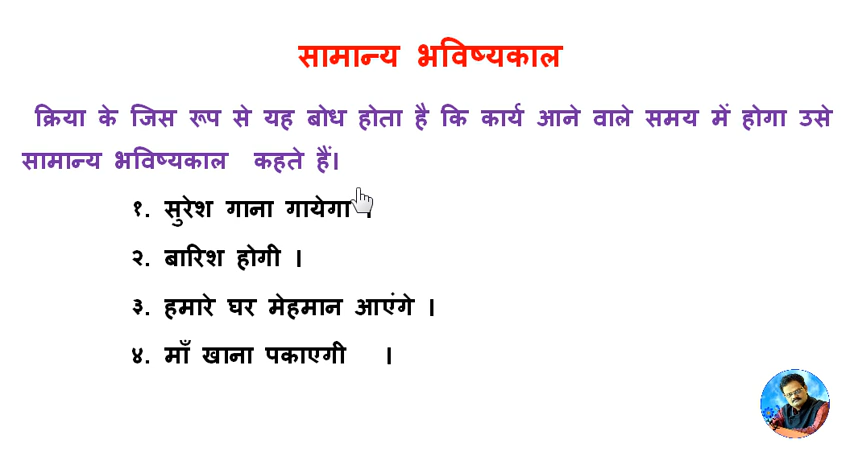 सामान्य भविष्यकाल
क्रिया के जिस रूप से यह बोध होता है कि कार्य आने वाले समय में होगा उसे
सामान्य भविष्यकाल कहते हैं।
१. सुरेश गाना गायेगा ।
२. बारिश होगी ।
३. हमारे घर मेहमान आएंगे ।
४. माँ खाना पकाएगी ।